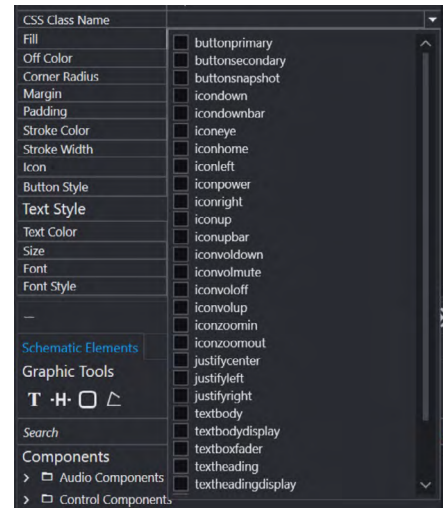 CSS Class Name
Fill
Off Color
Corner Radius
Margin
Padding
Stroke Color
Stroke Width
Icon
Button Style
Text Style
Text Color
Size
Font
Font Style
Schematic Elements
Graphic Tools
T ·H·
Search
Components
Audio Components
Control Components
buttonprimary
buttonsecondary
buttonsnapshot
icondown
icondownbar
iconeye
iconhome
iconleft
iconpower
iconright
iconup
iconupbar
iconvoldown
iconvolmute
iconvoloff
iconvolup
iconzoomin
iconzoomout
justifycenter
justifyleft
justifyright
textbody
textbodydisplay
textboxfader
textheading
textheadingdisplay